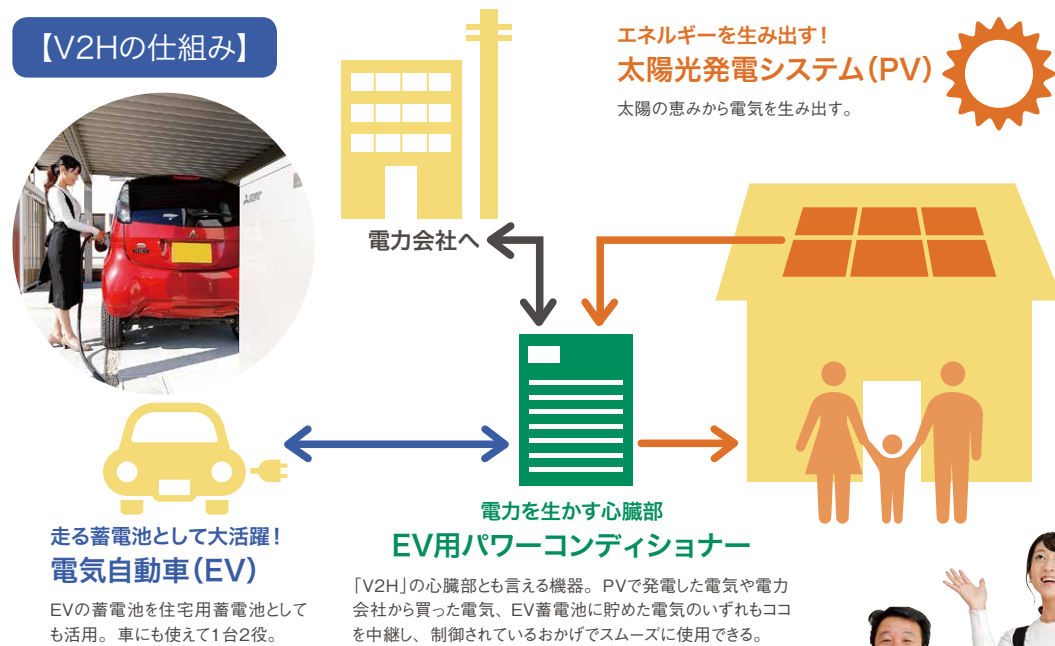 【V2Hの仕組み】
エネルギーを生み出す!
太陽光発電システム(PV)
太陽の恵みから電気を生み出す。
電力会社へ
走る蓄電池として大活躍!
電気自動車(EV)
EVの蓄電池を住宅用蓄電池として
も活用。車にも使えて1台2役。
電力を生かす心臓部
EV用パワーコンディショナー
「V2H」の心臓部とも言える機器。PVで発電した電気や電力
会社から買った電気、EV蓄電池に貯めた電気のいずれもココ
を中継し、制御されているおかげでスムーズに使用できる。